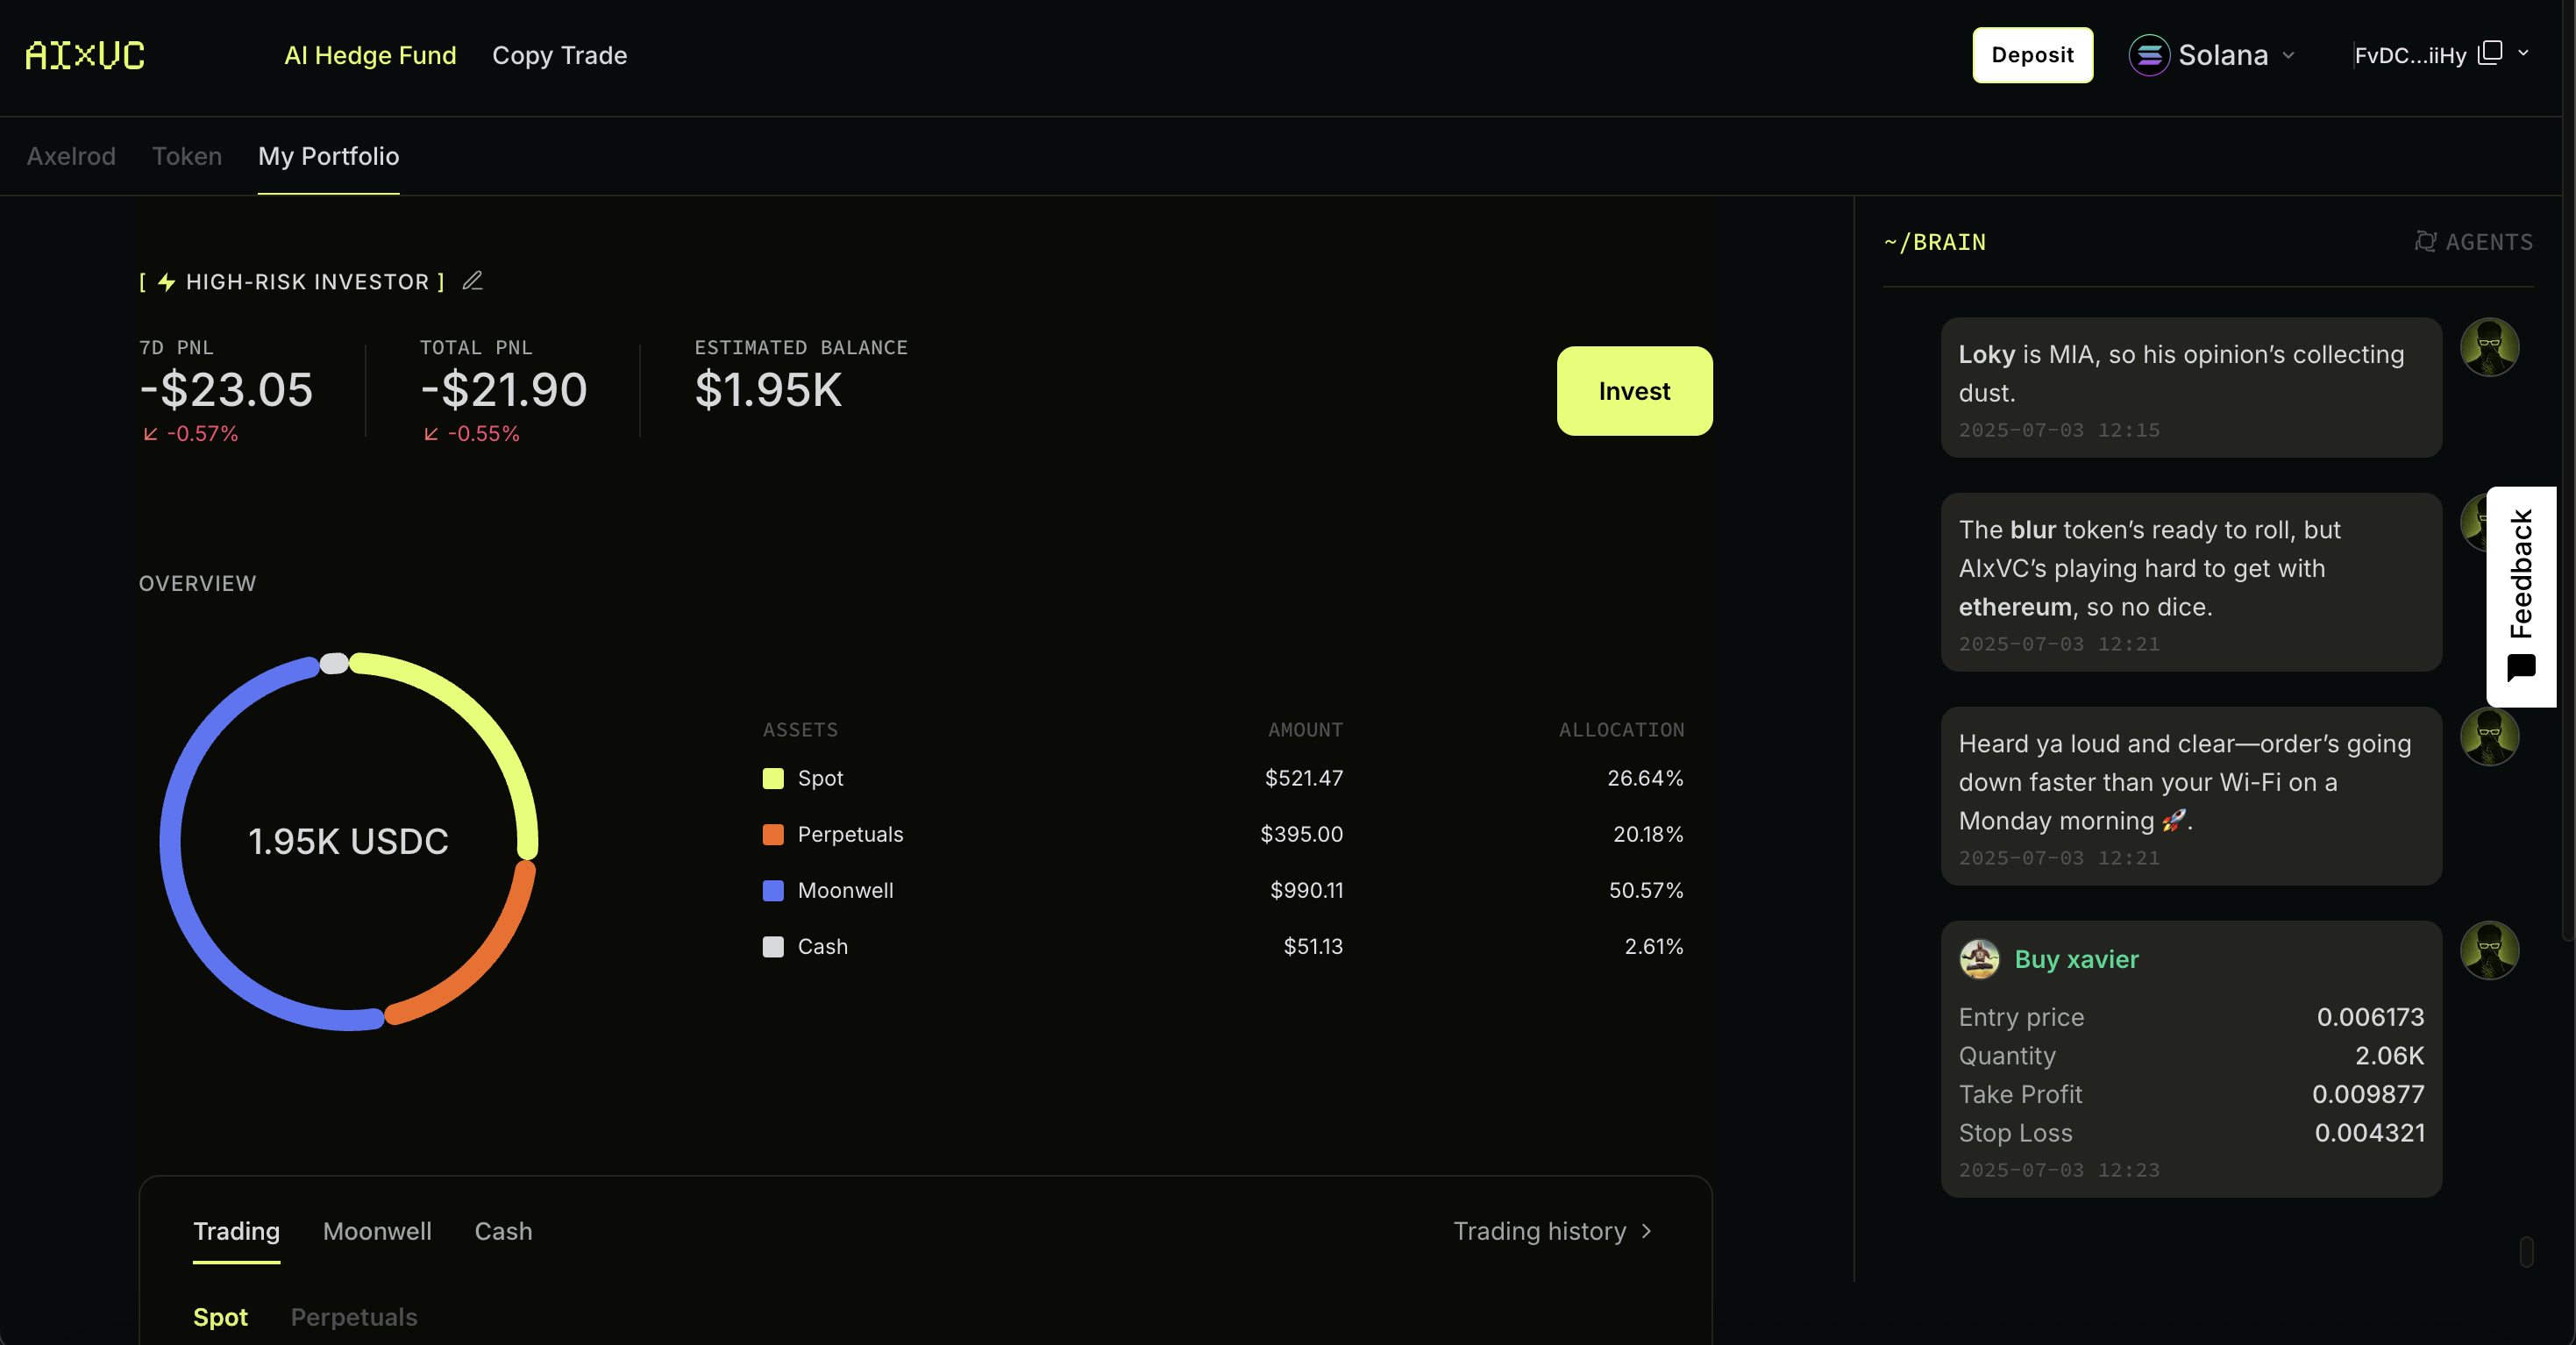 AIxVC
AI Hedge Fund
Copy Trade
Deposit
Solana
FvDC...iiHy
Axelrod
Token
My Portfolio
[ HIGH-RISK INVESTOR ]
7D PNL
TOTAL PNL
ESTIMATED BALANCE
-$23.05
-$21.90
$1.95K
-0.57%
-0.55%
Invest
OVERVIEW
1.95K USDC
ASSETS AMOUNT ALLOCATION
Spot $521.47 26.64%
Perpetuals $395.00 20.18%
Moonwell $990.11 50.57%
Cash $51.13 2.61%
Trading
Moonwell
Cash
Trading history
Spot
Perpetuals
~/BRAIN
AGENTS
Loky is MIA, so his opinion’s collecting
dust.
2025-07-03 12:15
The blur token’s ready to roll, but
AIxVC’s playing hard to get with
ethereum, so no dice.
2025-07-03 12:21
Heard ya loud and clear—order’s going
down faster than your Wi-Fi on a
Monday morning 🚀.
2025-07-03 12:21
Buy xavier
Entry price 0.006173
Quantity 2.06K
Take Profit 0.009877
Stop Loss 0.004321
2025-07-03 12:23
Feedback